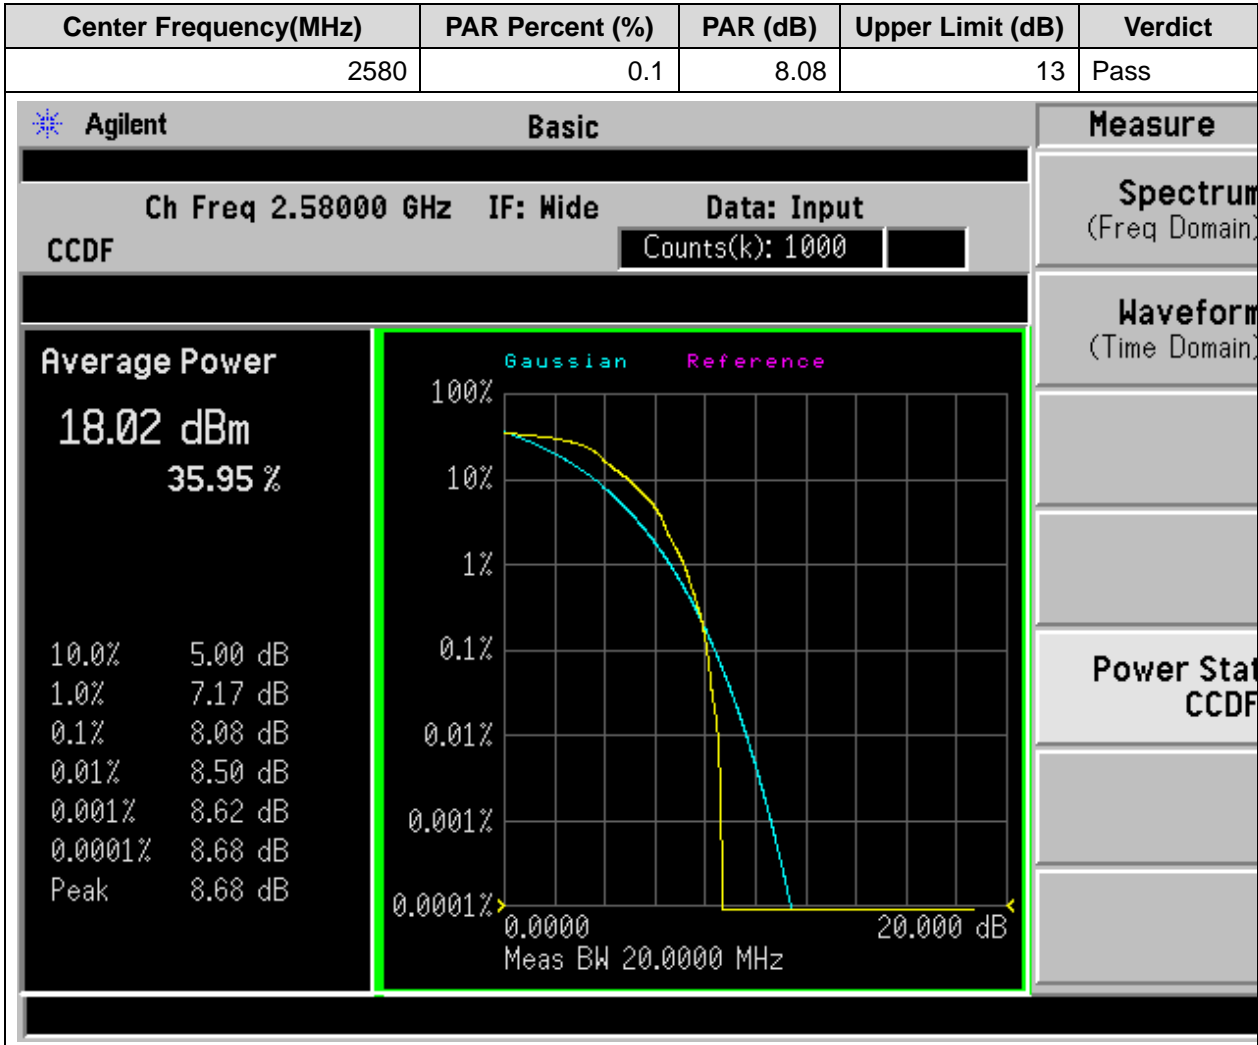 Center Frequency(MHz) PAR Percent (%) PAR (dB) Upper Limit (dB) Verdict
2580 0.1 8.08 13 Pass
Agilent Basic Measure
Ch Freq 2.58000 GHz IF: Wide Data: Input
CCDF Counts(k): 1000
Spectrum
(Freq Domain)
Waveform
(Time Domain)
Power Stat
CCDF
Average Power
18.02 dBm
35.95 %
10.0% 5.00 dB
1.0% 7.17 dB
0.1% 8.08 dB
0.01% 8.50 dB
0.001% 8.62 dB
0.0001% 8.68 dB
Peak 8.68 dB
Gaussian Reference
100%
10%
1%
0.1%
0.01%
0.001%
0.0001%
0.0000 20.000 dB
Meas BW 20.0000 MHz